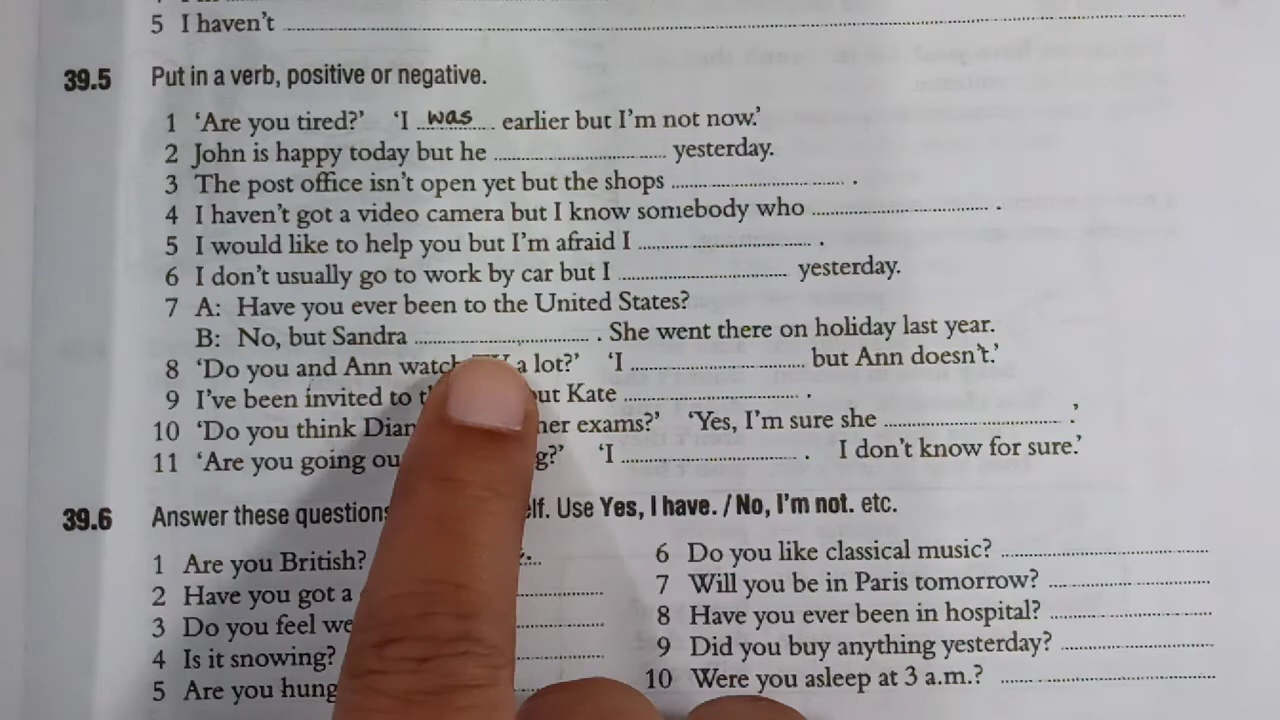 5 I haven't ..........
39.5 Put in a verb, positive or negative.
1 ‘Are you tired?’ ‘I ...was... earlier but I'm not now.’
2 John is happy today but he .......... yesterday.
3 The post office isn't open yet but the shops .......... .
4 I haven't got a video camera but I know somebody who .......... .
5 I would like to help you but I'm afraid I .......... .
6 I don't usually go to work by car but I .......... yesterday.
7 A: Have you ever been to the United States?
B: No, but Sandra .......... . She went there on holiday last year.
8 ‘Do you and Ann watch a lot?’ ‘I .......... but Ann doesn't.’
9 I've been invited to Kate .......... .
10 ‘Do you think her exams?’ ‘Yes, I'm sure she .......... .’
11 ‘Are you going ‘I .......... . I don't know for sure.’
39.6 Answer these questions Use Yes, I have. / No, I'm not. etc.
1 Are you British?
2 Have you got a ..........
3 Do you feel ..........
4 Is it snowing? ..........
5 Are you
6 Do you like classical music? ..........
7 Will you be in Paris tomorrow? ..........
8 Have you ever been in hospital? ..........
9 Did you buy anything yesterday? ..........
10 Were you asleep at 3 a.m.? ..........